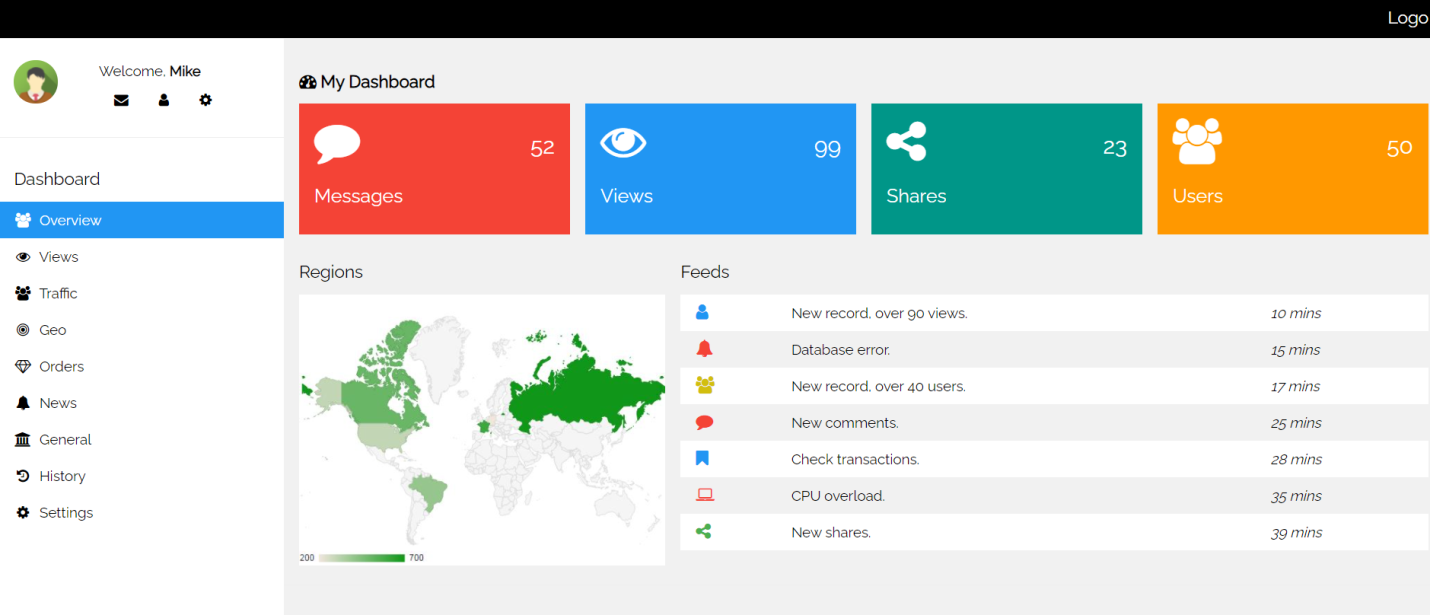 Logo
Welcome, Mike
Dashboard
Overview
Views
Traffic
Geo
Orders
News
General
History
Settings
My Dashboard
52
Messages
99
Views
23
Shares
50
Users
Regions
200 700
Feeds
New record, over 90 views. 10 mins
Database error. 15 mins
New record, over 40 users. 17 mins
New comments. 25 mins
Check transactions. 28 mins
CPU overload. 35 mins
New shares. 39 mins